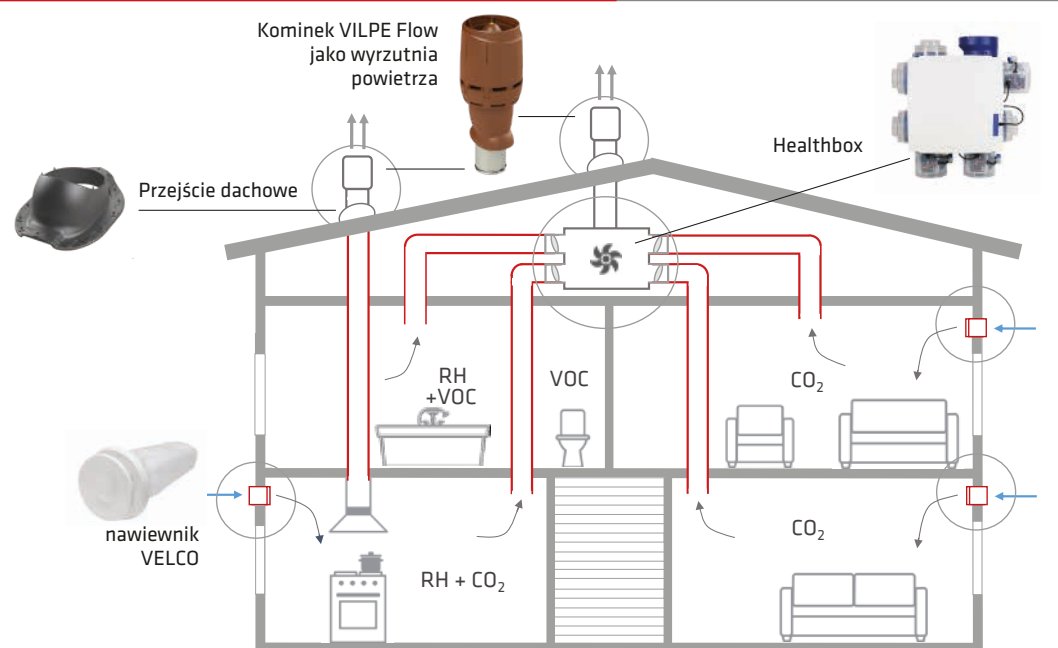 Kominek VILPE Flow
jako wyrzutnia
powietrza
Healthbox
Przejście dachowe
RH
+VOC
VOC
CO₂
nawiewnik
VELCO
RH + CO₂
CO₂